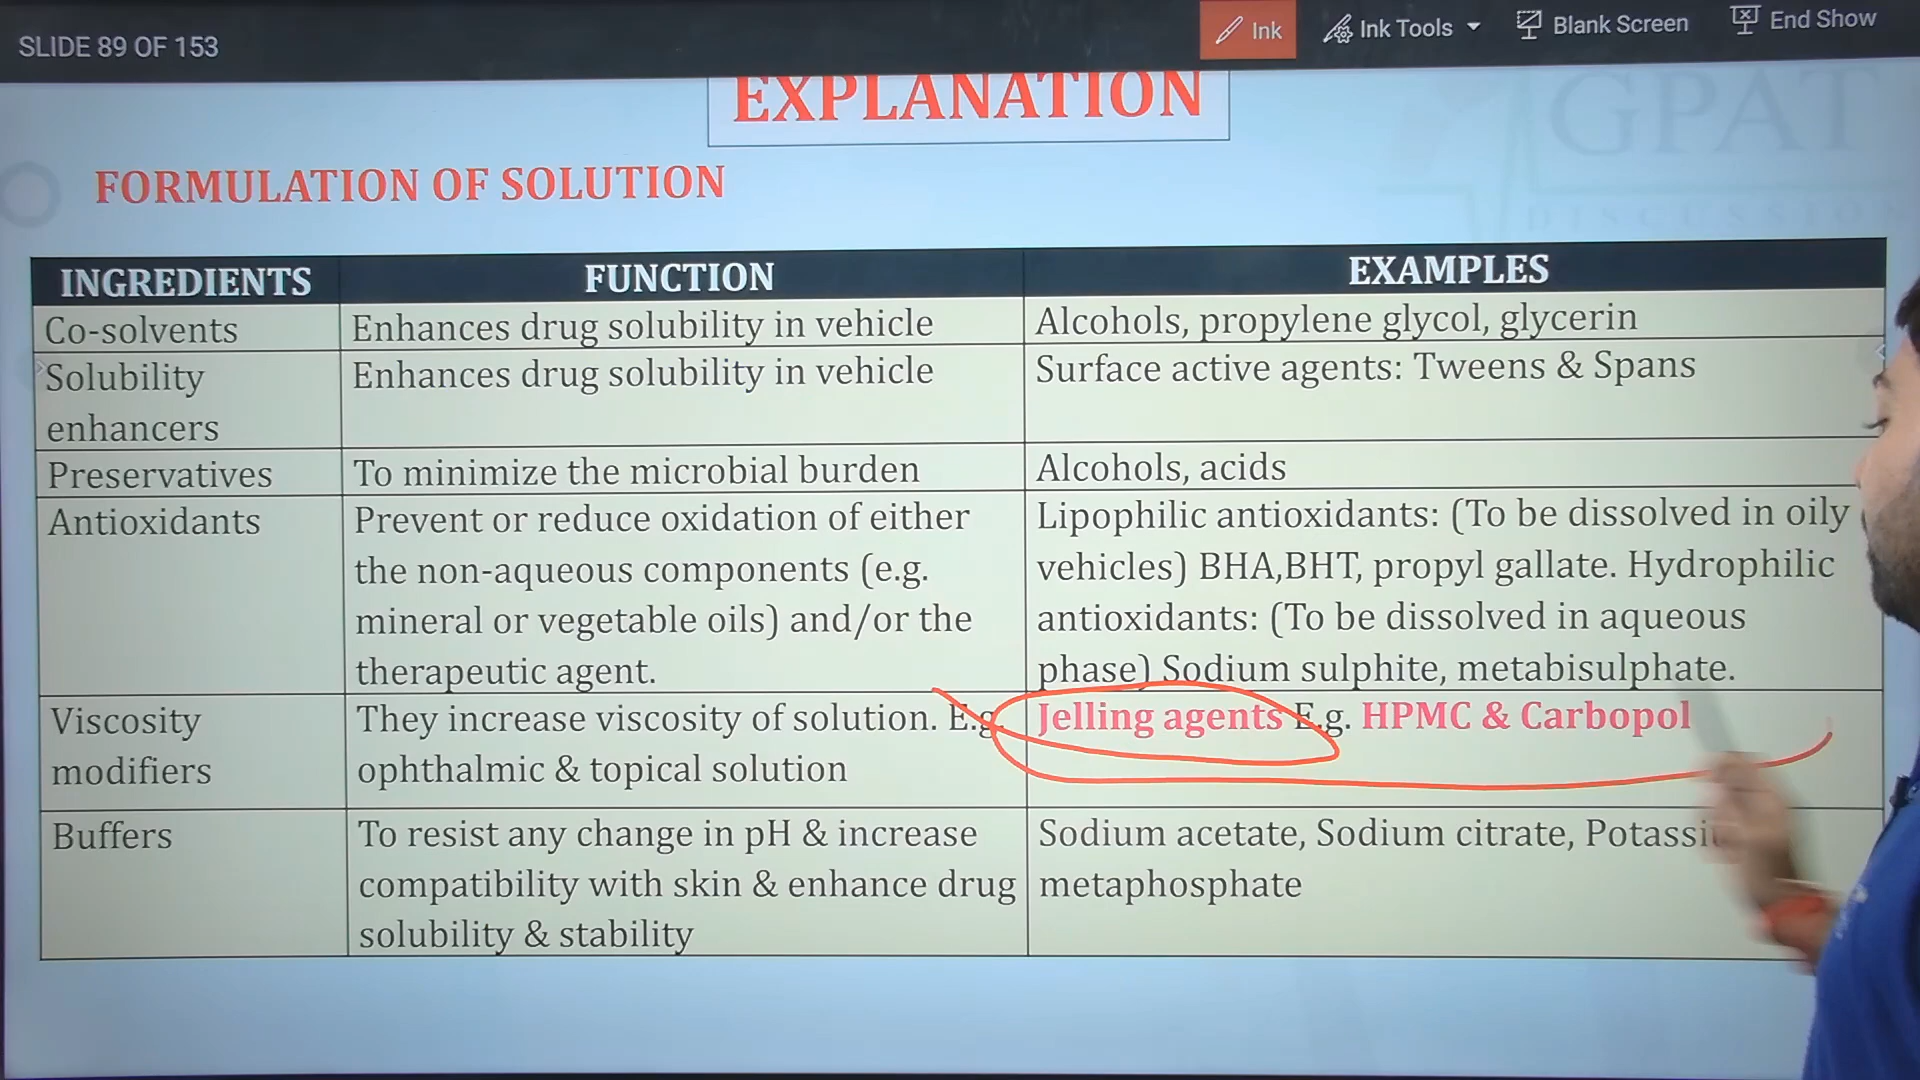 SLIDE 89 OF 153
Ink
Ink Tools
Blank Screen
End Show
EXPLANATION
GPAT
DISCUSSION
FORMULATION OF SOLUTION
INGREDIENTS FUNCTION EXAMPLES
Co-solvents Enhances drug solubility in vehicle Alcohols, propylene glycol, glycerin
Solubility Enhances drug solubility in vehicle Surface active agents: Tweens & Spans
enhancers
Preservatives To minimize the microbial burden Alcohols, acids
Antioxidants Prevent or reduce oxidation of either Lipophilic antioxidants: (To be dissolved in oily
the non-aqueous components (e.g. vehicles) BHA,BHT, propyl gallate. Hydrophilic
mineral or vegetable oils) and/or the antioxidants: (To be dissolved in aqueous
therapeutic agent. phase) Sodium sulphite, metabisulphate.
Viscosity They increase viscosity of solution. E.g. Jelling agents E.g. HPMC & Carbopol
modifiers ophthalmic & topical solution
Buffers To resist any change in pH & increase Sodium acetate, Sodium citrate,
compatibility with skin & enhance drug metaphosphate
solubility & stability